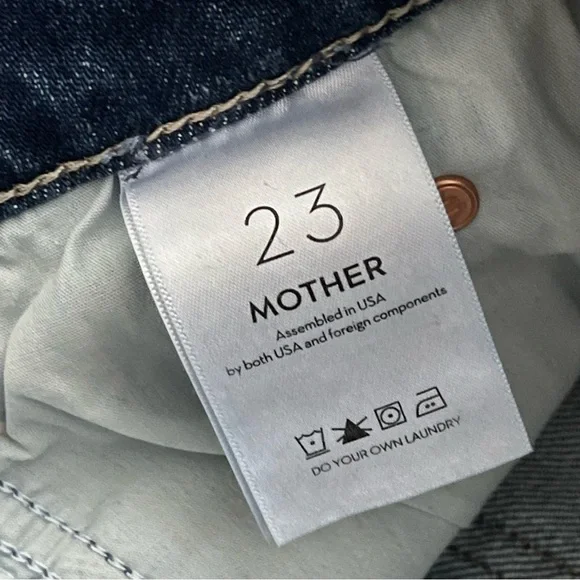 23
MOTHER
Assembled in USA
by both USA and foreign components
DO YOUR OWN LAUNDRY